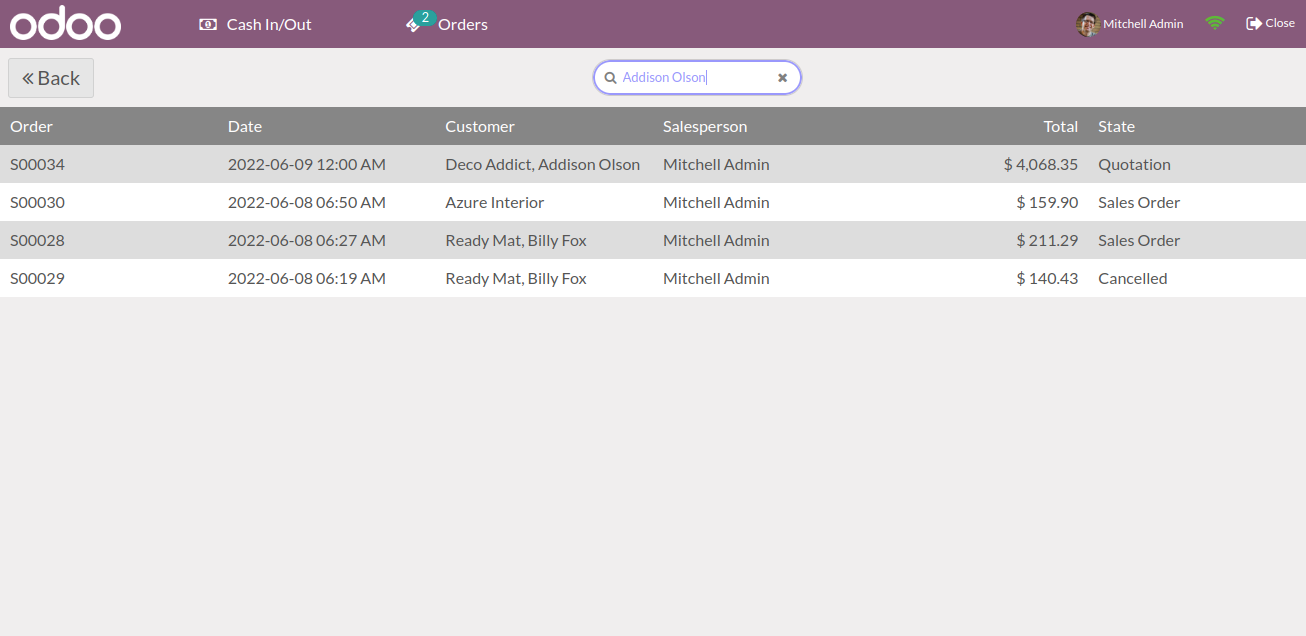 odoo Cash In/Out 2 Orders Mitchell Admin Close
Back Addison Olson
Order Date Customer Salesperson Total State
S00034 2022-06-09 12:00 AM Deco Addict, Addison Olson Mitchell Admin $ 4,068.35 Quotation
S00030 2022-06-08 06:50 AM Azure Interior Mitchell Admin $ 159.90 Sales Order
S00028 2022-06-08 06:27 AM Ready Mat, Billy Fox Mitchell Admin $ 211.29 Sales Order
S00029 2022-06-08 06:19 AM Ready Mat, Billy Fox Mitchell Admin $ 140.43 Cancelled